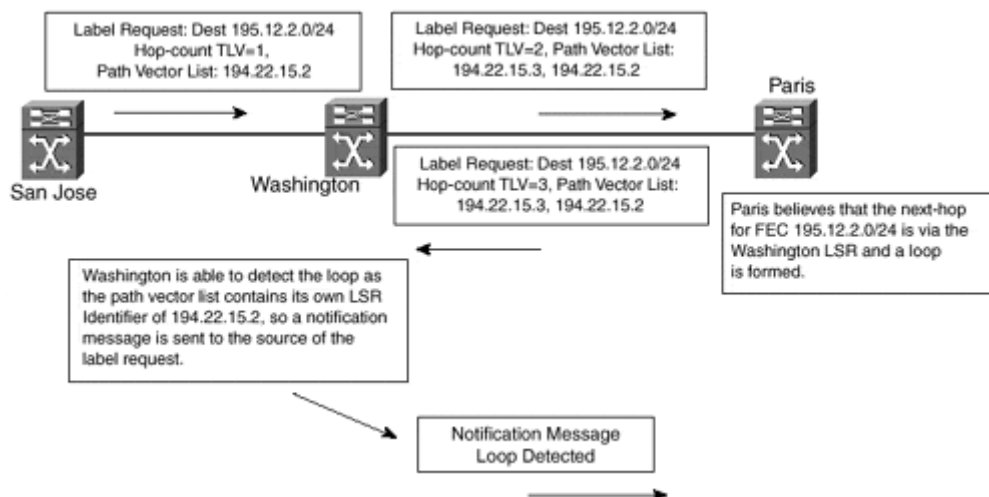 Label Request: Dest 195.12.2.0/24
Hop-count TLV=1,
Path Vector List: 194.22.15.2
Label Request: Dest 195.12.2.0/24
Hop-count TLV=2, Path Vector List:
194.22.15.3, 194.22.15.2
Paris
San Jose
Washington
Label Request: Dest 195.12.2.0/24
Hop-count TLV=3, Path Vector List:
194.22.15.3, 194.22.15.2
Paris believes that the next-hop
for FEC 195.12.2.0/24 is via the
Washington LSR and a loop
is formed.
Washington is able to detect the loop as
the path vector list contains its own LSR
Identifier of 194.22.15.2, so a notification
message is sent to the source of the
label request.
Notification Message
Loop Detected